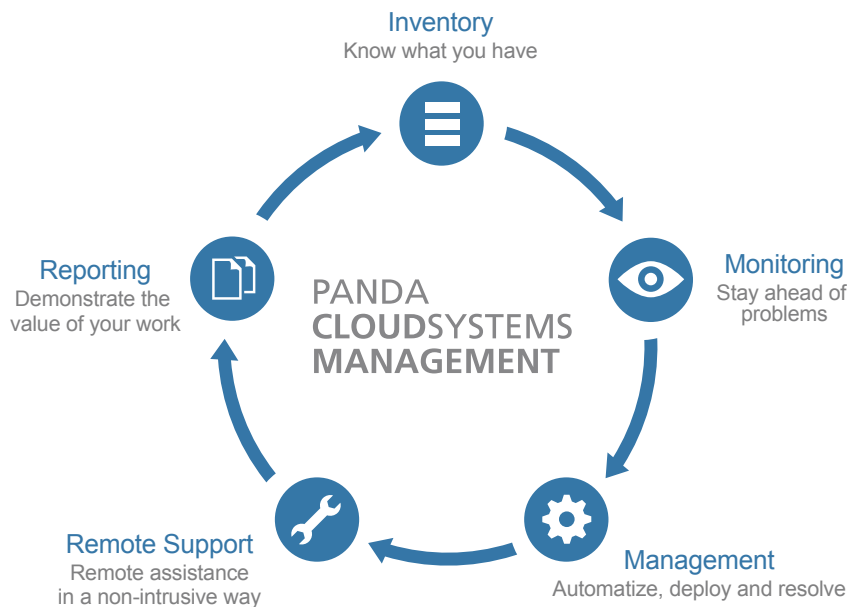 Inventory
Know what you have
Reporting
Demonstrate the
value of your work
PANDA
CLOUDSYSTEMS
MANAGEMENT
Monitoring
Stay ahead of
problems
Remote Support
Remote assistance
in a non-intrusive way
Management
Automatize, deploy and resolve